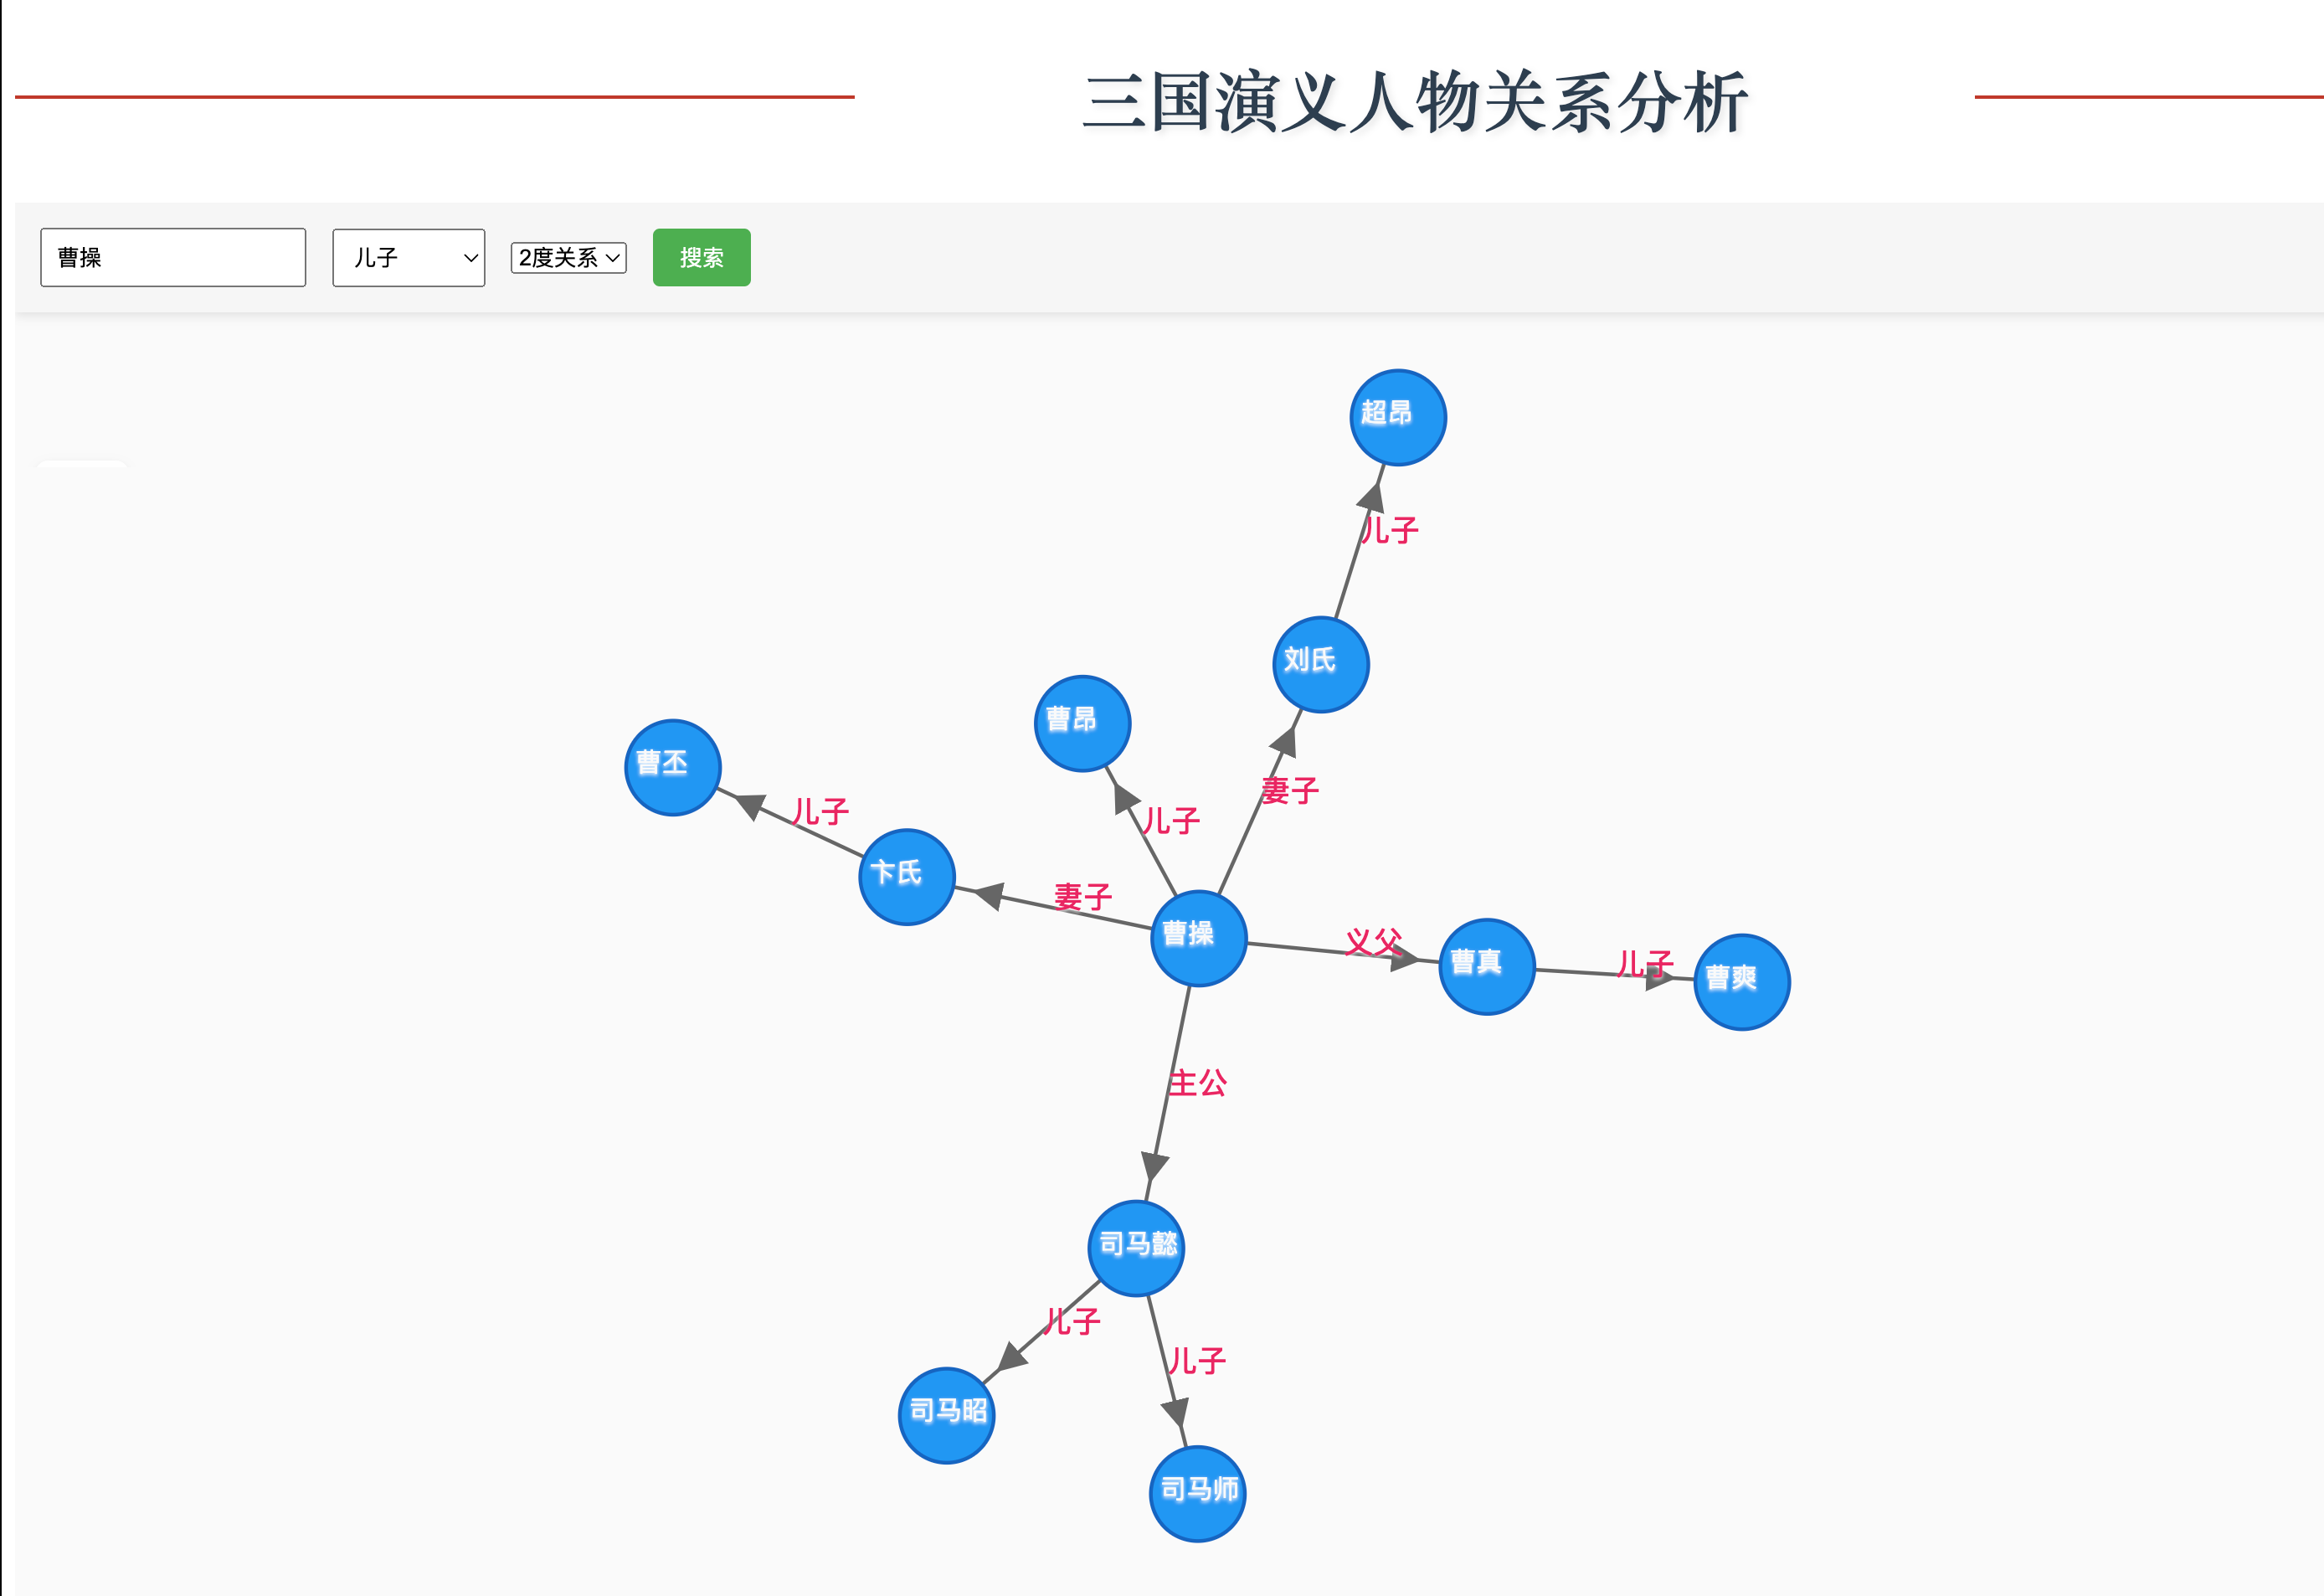 三国演义人物关系分析
曹操 儿子 2度关系 搜索
超昂
儿子
刘氏
曹昂
曹丕
妻子
儿子
儿子
卞氏
妻子
曹操
义父
曹真
儿子
曹爽
主公
司马懿
儿子
儿子
司马昭
司马师